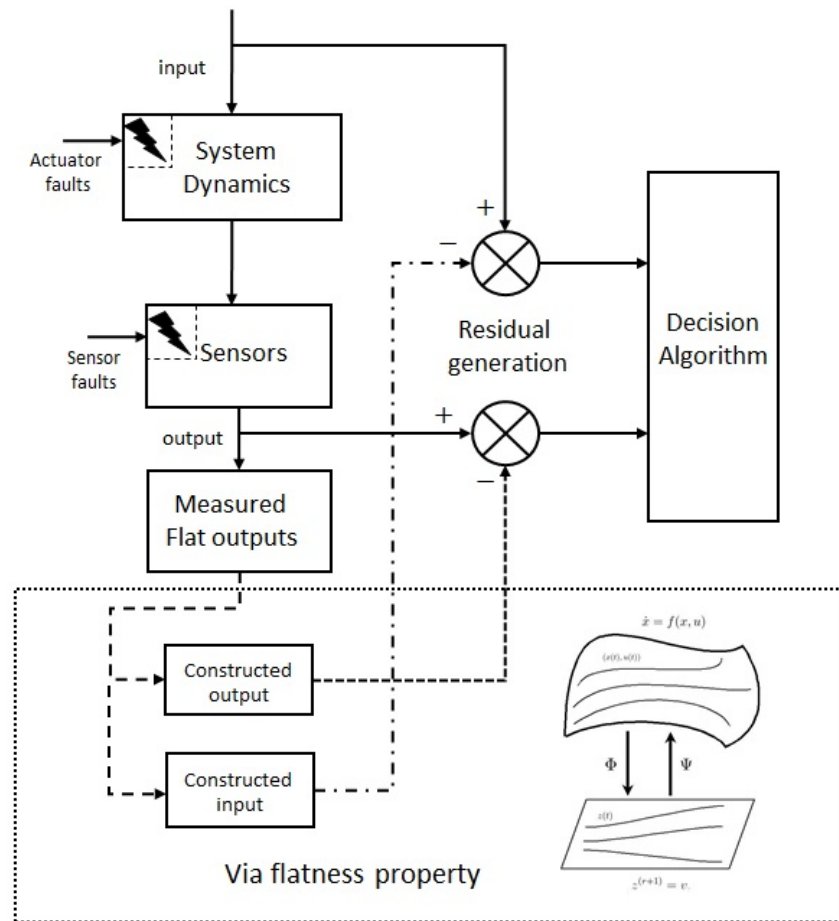 input
Actuator
faults
System
Dynamics
+
−
Sensor
faults
Sensors
Residual
generation
Decision
Algorithm
output
+
−
Measured
Flat outputs
Constructed
output
Constructed
input
ẋ = f(x, u)
(x(t), u(t))
Φ
Ψ
z(t)
z^{(r+1)} = v.
Via flatness property